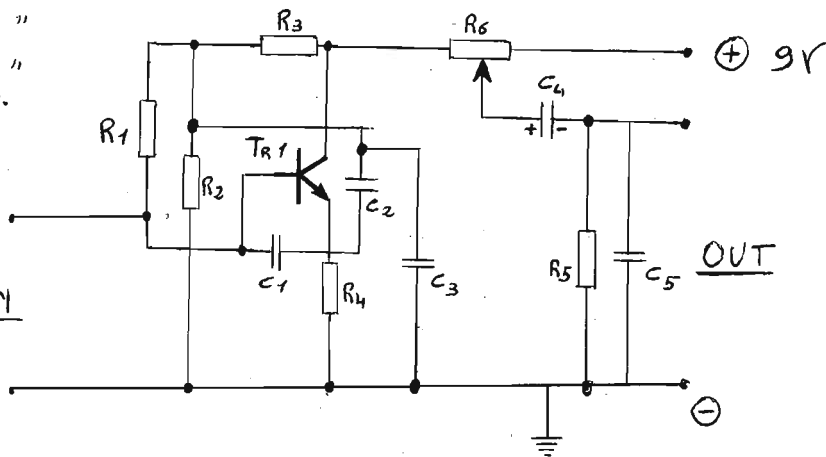 "
"
R3
R6
+ 9V
R1
C4
+ -
TR1
R2
C2
C1
R4
C3
R5
C5
OUT
-